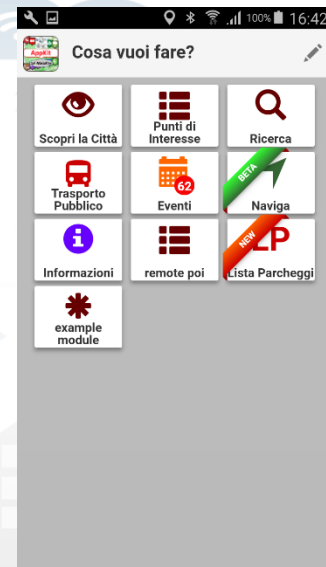 100% 16:42
AppKit
Cosa vuoi fare?
Scopri la Città
Punti di
Interesse
Ricerca
Trasporto
Pubblico
62
Eventi
BETA
Naviga
i
Informazioni
remote poi
NEW
LP
Lista Parcheggi
example
module